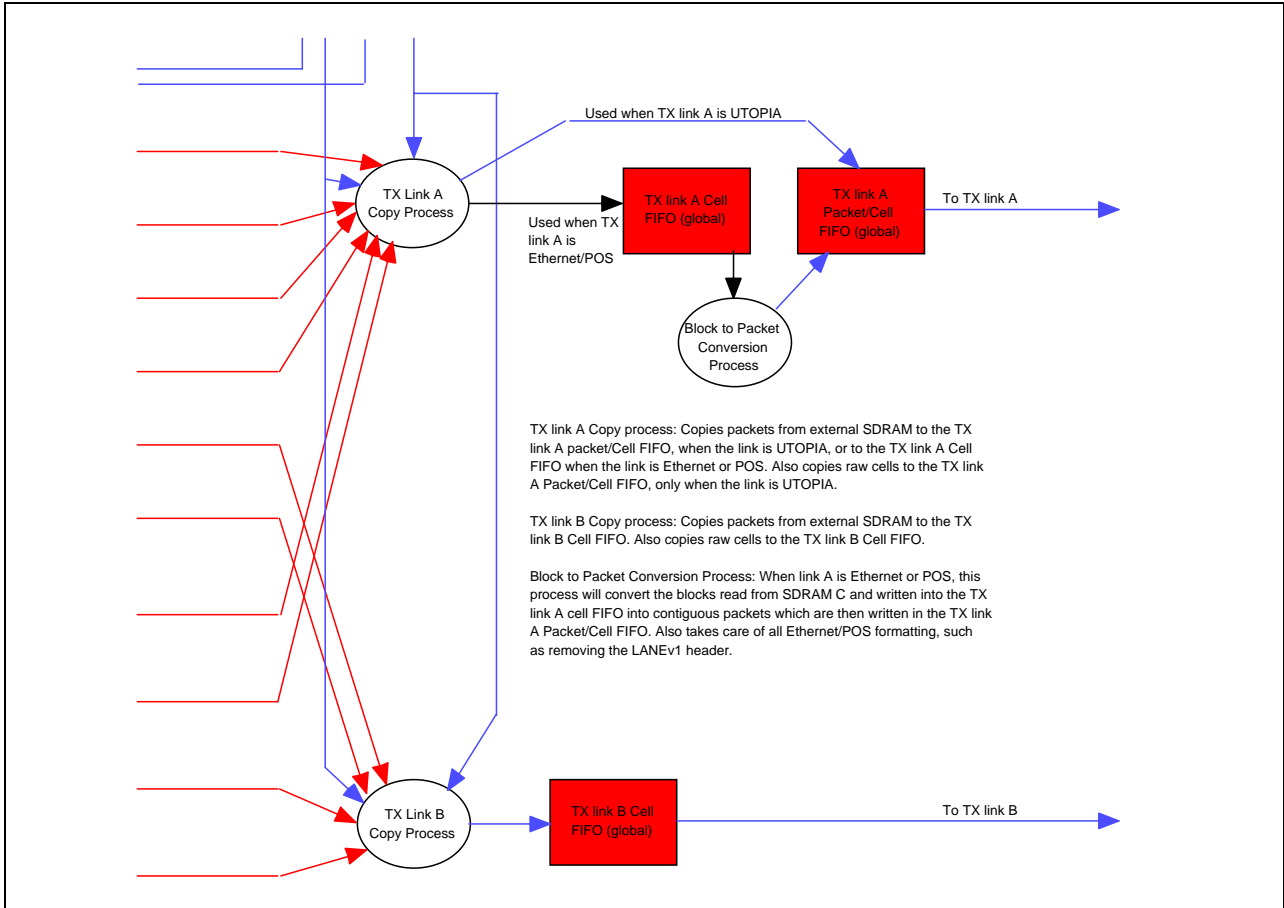 Used when TX link A is UTOPIA
TX Link A
Copy Process
TX link A Cell
FIFO (global)
TX link A
Packet/Cell
FIFO (global)
To TX link A
Used when TX
link A is
Ethernet/POS
Block to Packet
Conversion
Process
TX link A Copy process: Copies packets from external SDRAM to the TX
link A packet/Cell FIFO, when the link is UTOPIA, or to the TX link A Cell
FIFO when the link is Ethernet or POS. Also copies raw cells to the TX link
A Packet/Cell FIFO, only when the link is UTOPIA.
TX link B Copy process: Copies packets from external SDRAM to the TX
link B Cell FIFO. Also copies raw cells to the TX link B Cell FIFO.
Block to Packet Conversion Process: When link A is Ethernet or POS, this
process will convert the blocks read from SDRAM C and written into the TX
link A cell FIFO into contiguous packets which are then written in the TX link
A Packet/Cell FIFO. Also takes care of all Ethernet/POS formatting, such
as removing the LANEv1 header.
TX Link B
Copy Process
TX link B Cell
FIFO (global)
To TX link B